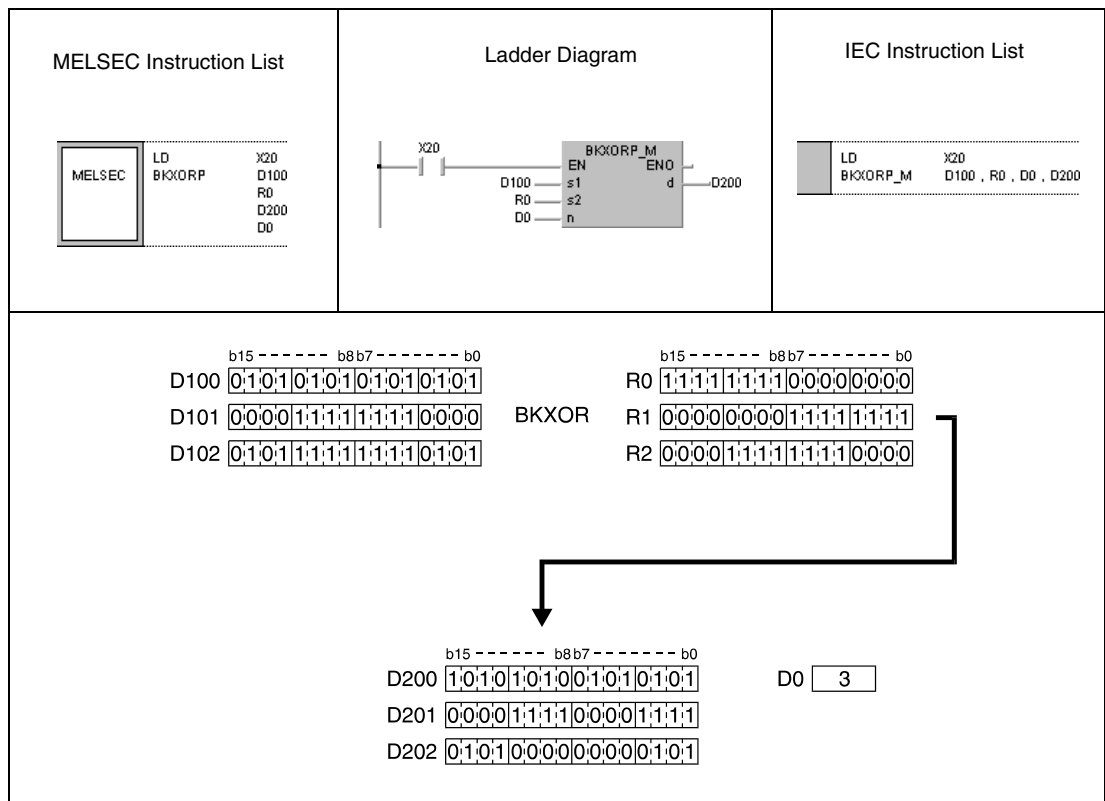 MELSEC Instruction List
Ladder Diagram
IEC Instruction List
MELSEC
LD X20
BKXORP D100
R0
D200
D0
X20
BKXORP_M
EN ENO
D100 s1 d D200
R0 s2
D0 n
LD X20
BKXORP_M D100 , R0 , D0 , D200
b15 b8 b7 b0
D100 0101010101010101
D101 0000111111110000
D102 0101111111110101
BKXOR
b15 b8 b7 b0
R0 1111111100000000
R1 0000000011111111
R2 0000111111110000
b15 b8 b7 b0
D200 1010101001010101
D201 0000111100001111
D202 0101000000000101
D0 3